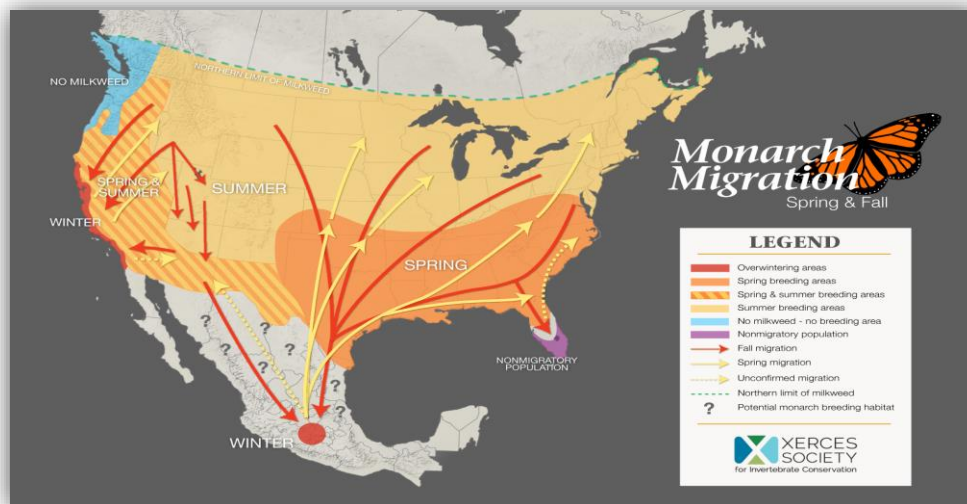 NO MILKWEED
NORTHERN LIMIT OF MILKWEED
SPRING &
SUMMER
SUMMER
WINTER
SPRING
NONMIGRATORY
POPULATION
WINTER
?
?
?
?
?
?
?
?
Monarch
Migration
Spring & Fall
LEGEND
Overwintering areas
Spring breeding areas
Spring & summer breeding areas
Summer breeding areas
No milkweed - no breeding area
Nonmigratory population
Fall migration
Spring migration
Unconfirmed migration
Northern limit of milkweed
? Potential monarch breeding habitat
XERCES
SOCIETY
for Invertebrate Conservation